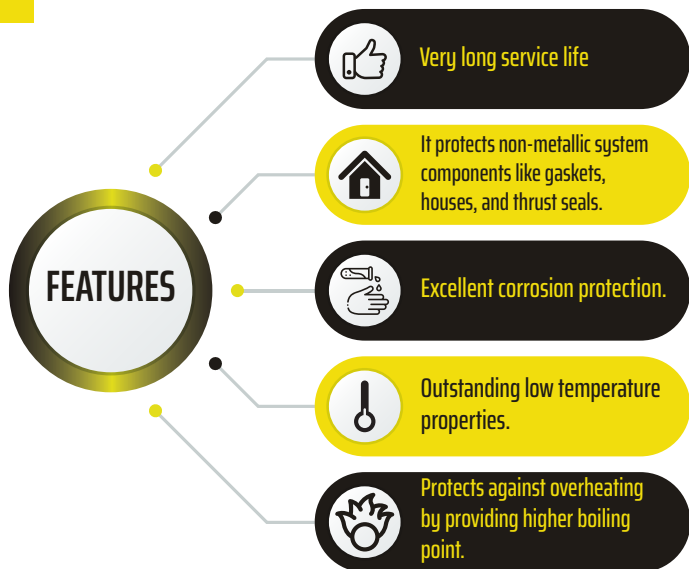 FEATURES
Very long service life
It protects non-metallic system
components like gaskets,
houses, and thrust seals.
Excellent corrosion protection.
Outstanding low temperature
properties.
Protects against overheating
by providing higher boiling
point.